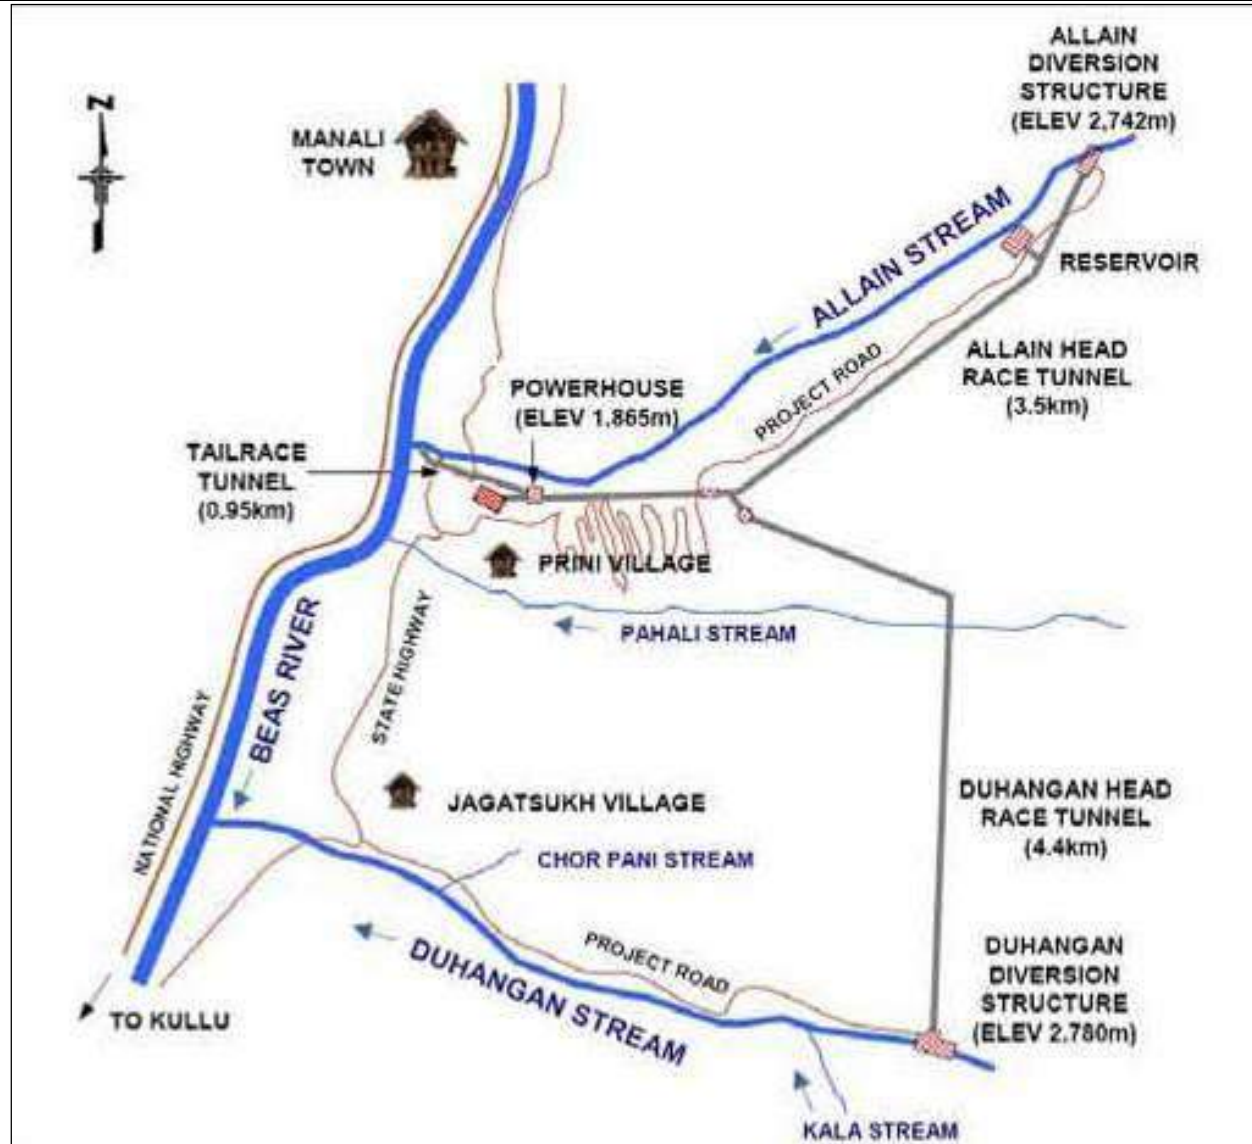 ALLAIN
DIVERSION
STRUCTURE
(ELEV 2,742m)
N
MANALI
TOWN
ALLAIN STREAM
RESERVOIR
ALLAIN HEAD
RACE TUNNEL
(3.5km)
PROJECT ROAD
POWERHOUSE
(ELEV 1,865m)
TAILRACE
TUNNEL
(0.95km)
PRINI VILLAGE
PAHALI STREAM
STATE HIGHWAY
BEAS RIVER
NATIONAL HIGHWAY
JAGATSUKH VILLAGE
DUHANGAN HEAD
RACE TUNNEL
(4.4km)
CHOR PANI STREAM
PROJECT ROAD
DUHANGAN STREAM
DUHANGAN
DIVERSION
STRUCTURE
(ELEV 2,780m)
TO KULLU
KALA STREAM